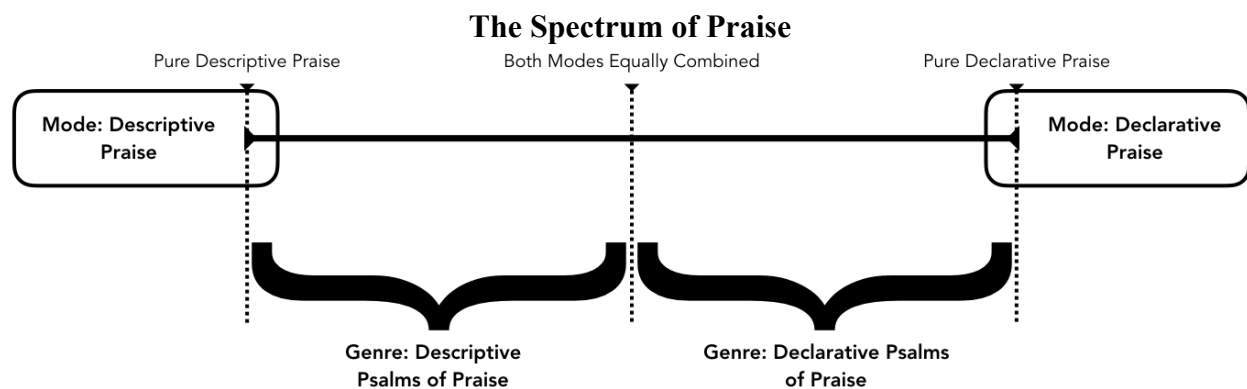 The Spectrum of Praise
Pure Descriptive Praise
Both Modes Equally Combined
Pure Declarative Praise
Mode: Descriptive
Praise
Mode: Declarative
Praise
Genre: Descriptive
Psalms of Praise
Genre: Declarative Psalms
of Praise